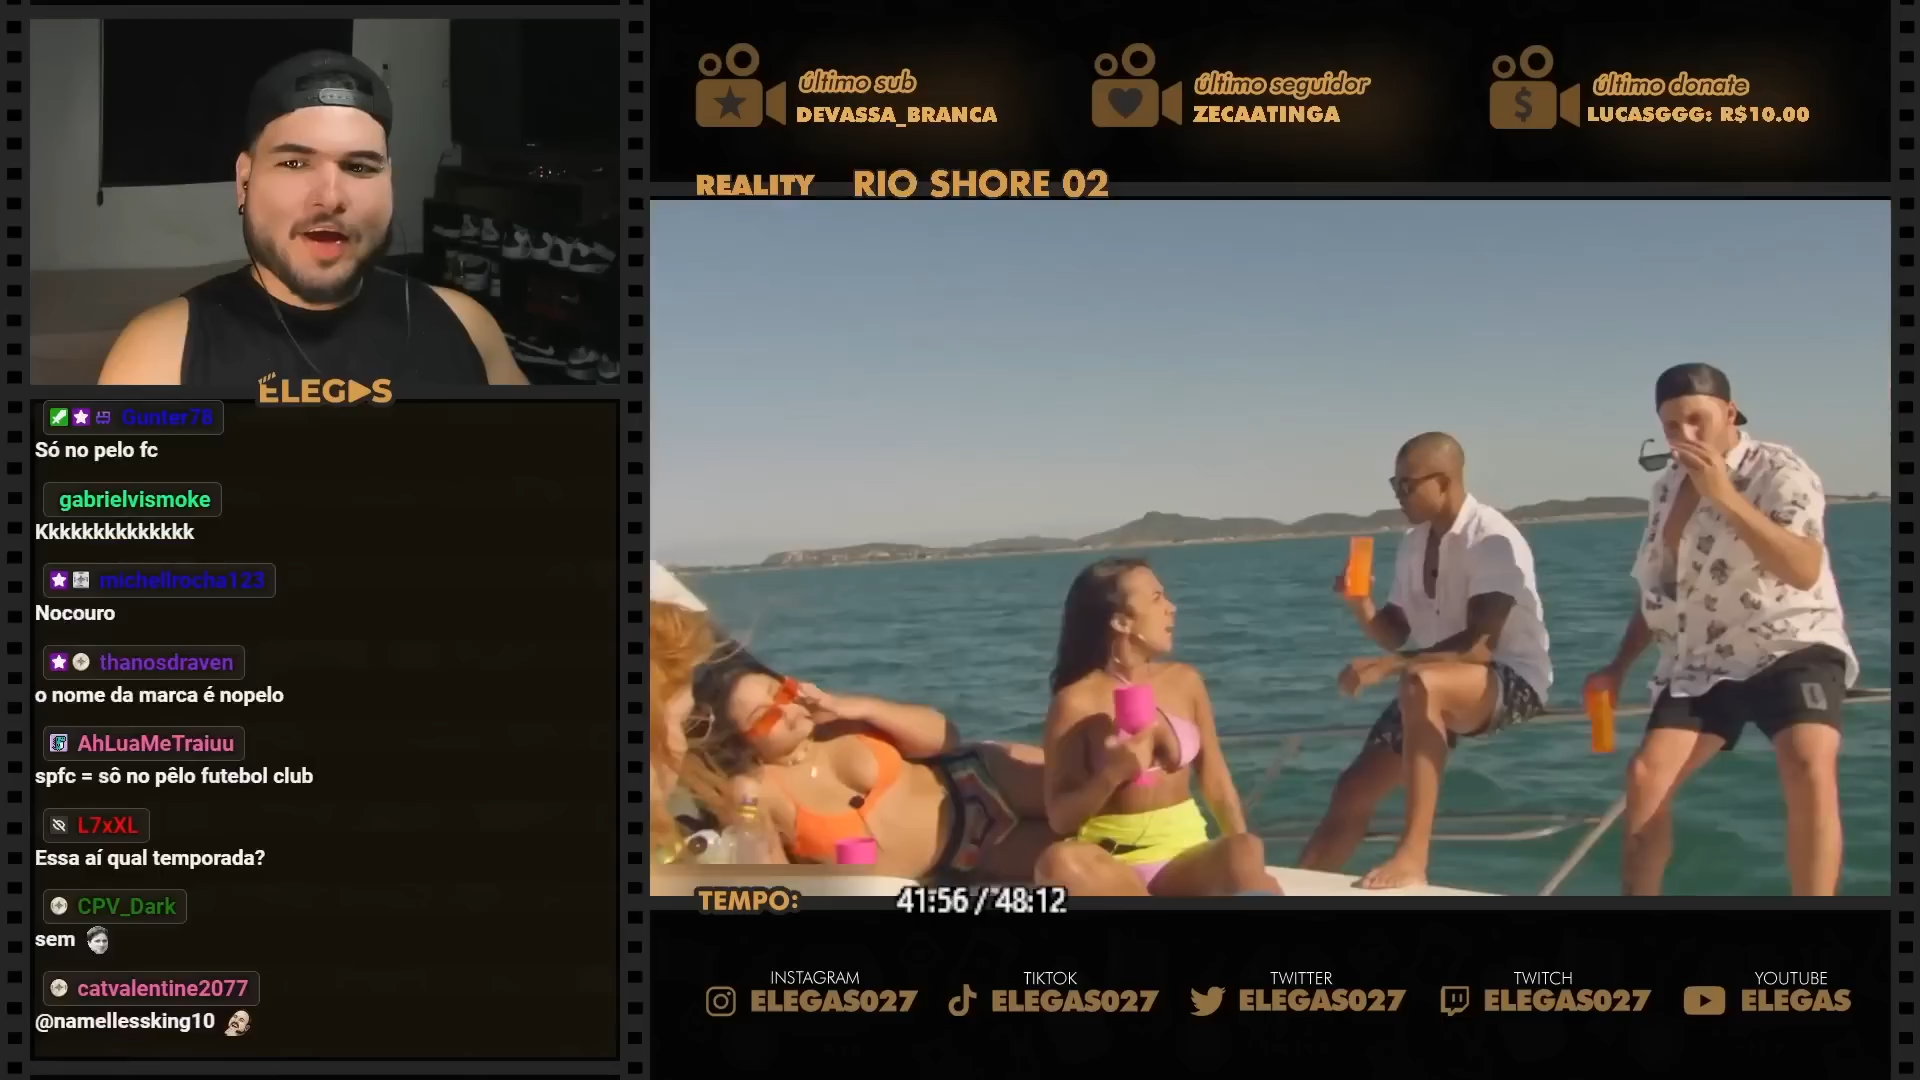 último sub
DEVASSA_BRANCA
último seguidor
ZECAATINGA
último donate
LUCASGGG: R$10.00
REALITY
RIO SHORE 02
ELEGAS
Gunter78
Só no pelo fc
gabrielvismoke
Kkkkkkkkkkkkkk
michellrocha123
Nocouro
thanosdraven
o nome da marca é nopelo
AhLuaMeTraiuu
spfc = sô no pêlo futebol club
L7xXL
Essa aí qual temporada?
CPV_Dark
sem
catvalentine2077
@namellessking10
TEMPO:
41:56 / 48:12
INSTAGRAM
ELEGAS027
TIKTOK
ELEGAS027
TWITTER
ELEGAS027
TWITCH
ELEGAS027
YOUTUBE
ELEGAS